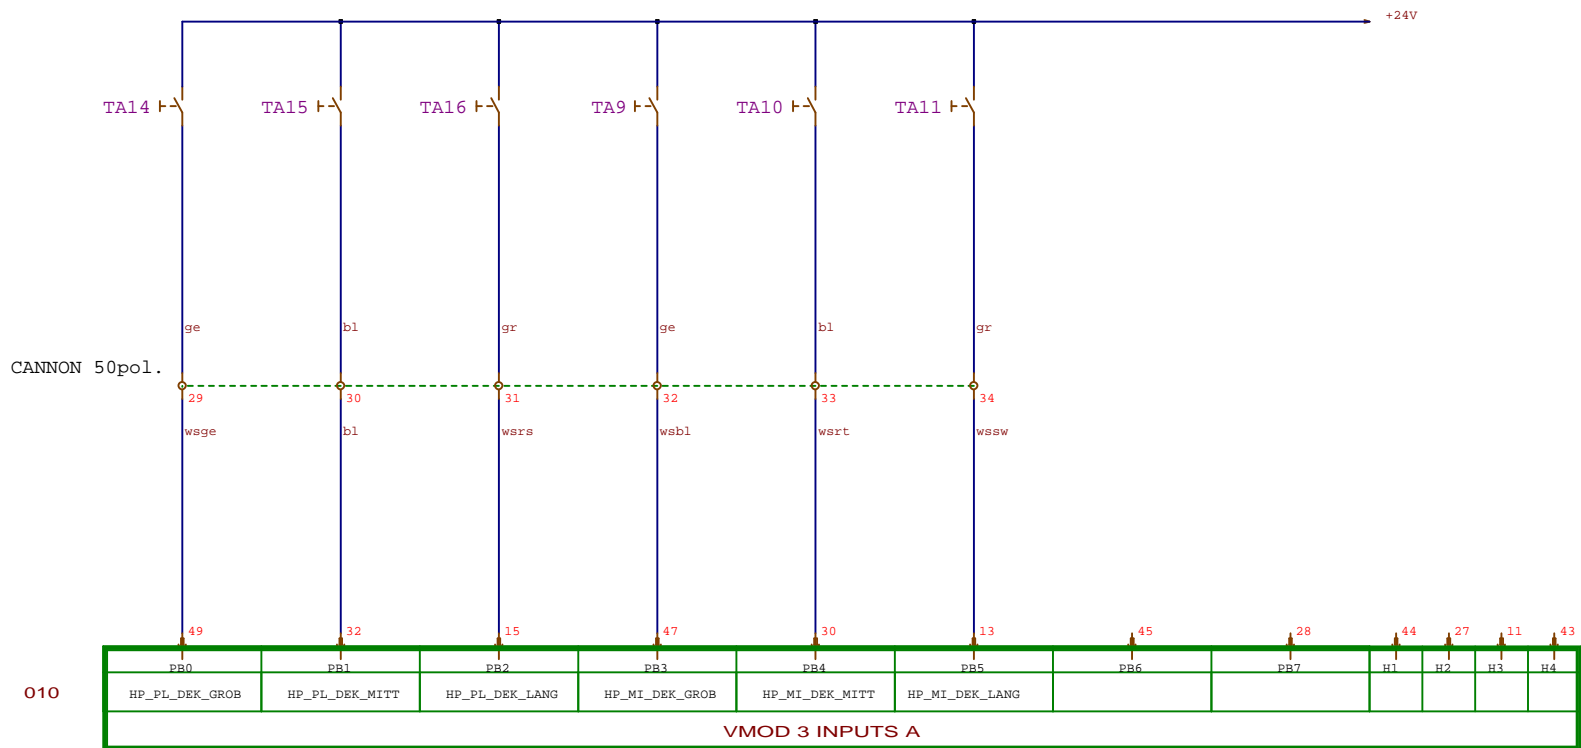 +24V
TA14 TA15 TA16 TA9 TA10 TA11
ge bl gr ge bl gr
CANNON 50pol.
29 30 31 32 33 34
wsge bl wsrs wsbl wsrt wssw
49 32 15 47 30 13 45 28 44 27 11 43
PB0 PB1 PB2 PB3 PB4 PB5 PB6 PB7 H1 H2 H3 H4
010 HP_PL_DEK_GROB HP_PL_DEK_MITT HP_PL_DEK_LANG HP_MI_DEK_GROB HP_MI_DEK_MITT HP_MI_DEK_LANG
VMOD 3 INPUTS A